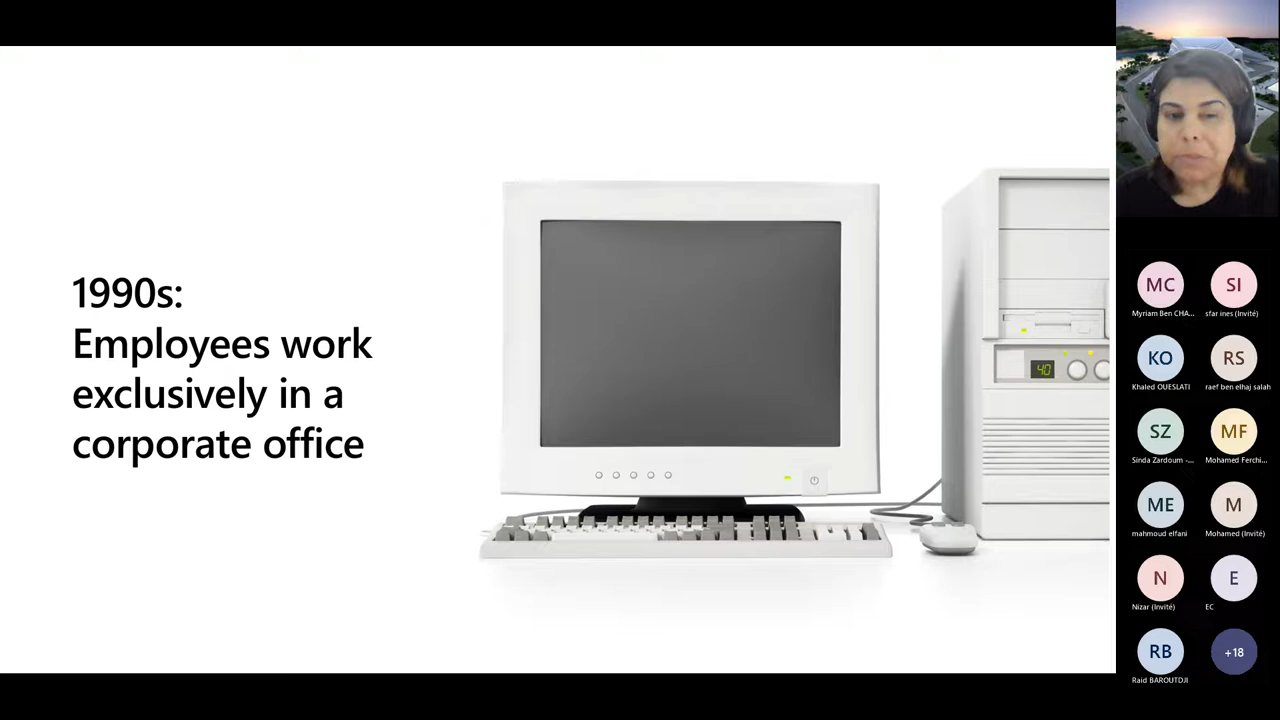 1990s:
Employees work
exclusively in a
corporate office
40
MC
SI
Myriam Ben CHA...
sfar ines (Invité)
KO
RS
Khaled OUESLATI
raef ben elhaj salah
SZ
MF
Sinda Zardoum -...
Mohamed Ferchi...
ME
M
mahmoud elfani
Mohamed (Invité)
N
E
Nizar (Invité)
EC
RB
+18
Raid BAROUTDJI